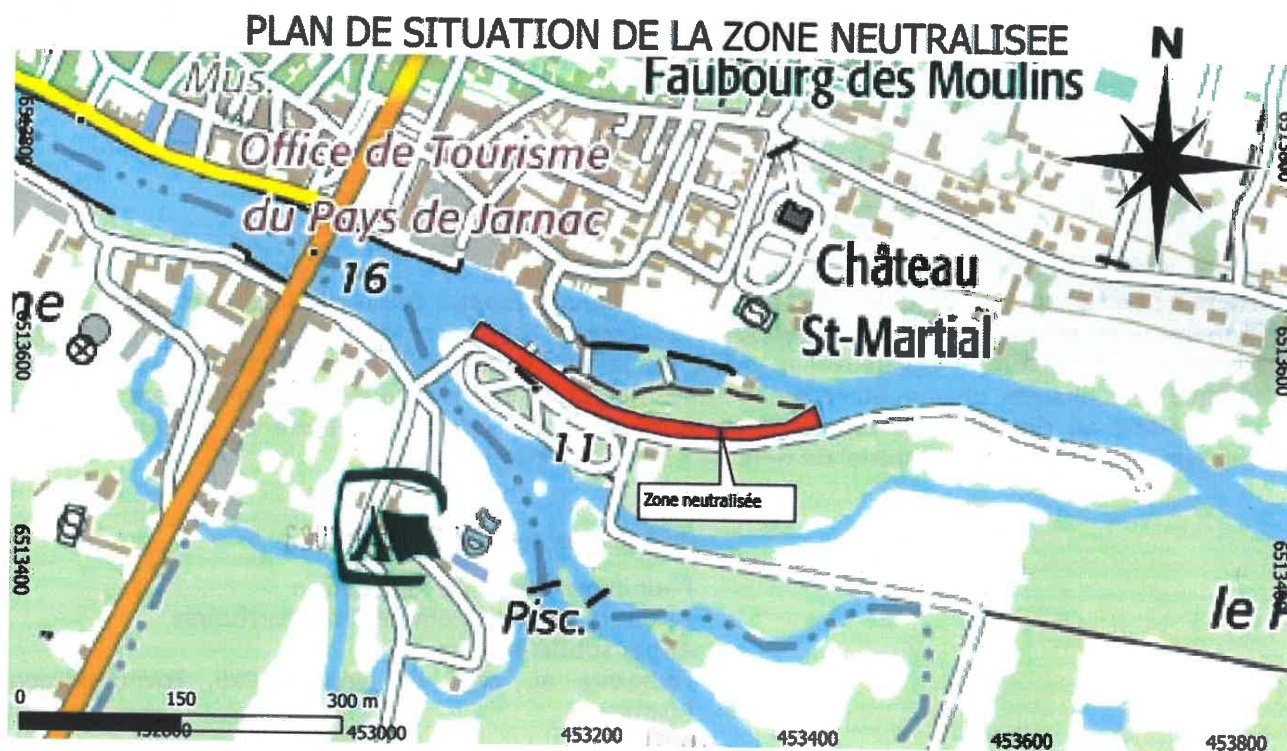 PLAN DE SITUATION DE LA ZONE NEUTRALISEE
N
Faubourg des Moulins
Mus.
Office de Tourisme
du Pays de Jarnac
16
Château
St-Martial
ne
11
Zone neutralisée
Pisc.
le
6513600
6513600
6513400
0 150 300 m
453000 453200 453400 453600 453800